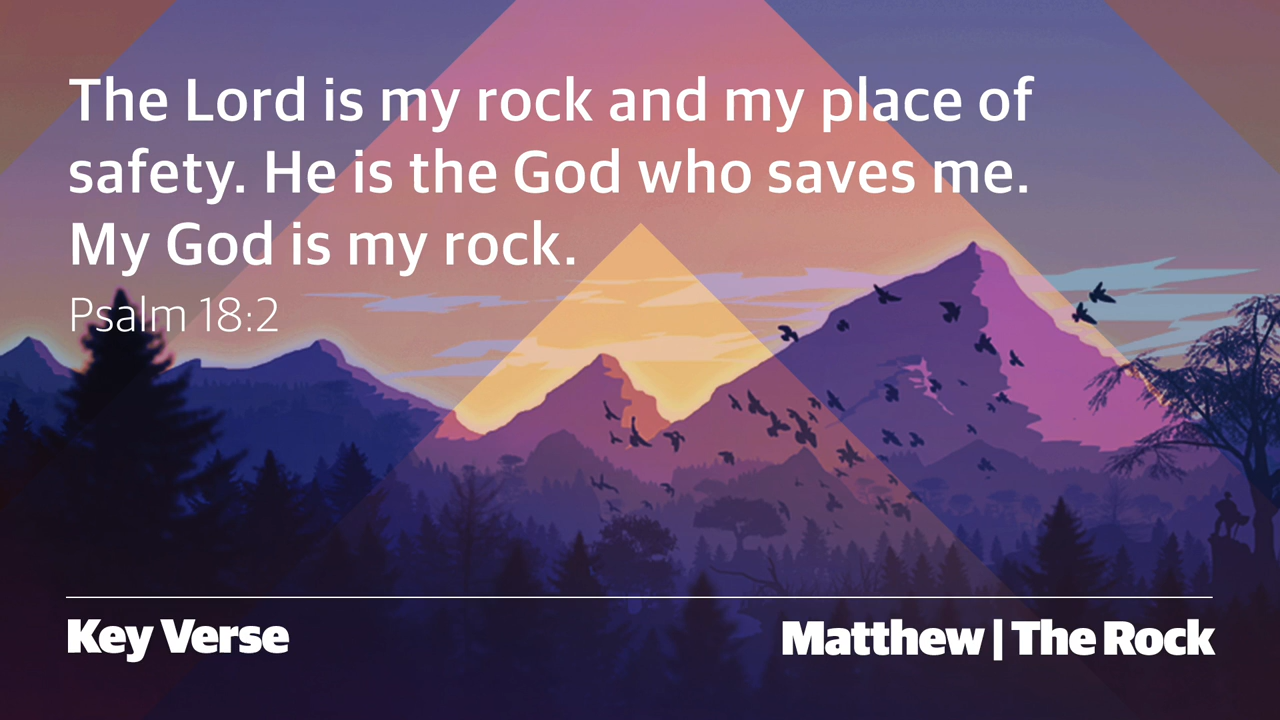 The Lord is my rock and my place of
safety. He is the God who saves me.
My God is my rock.
Psalm 18:2
Key Verse
Matthew | The Rock